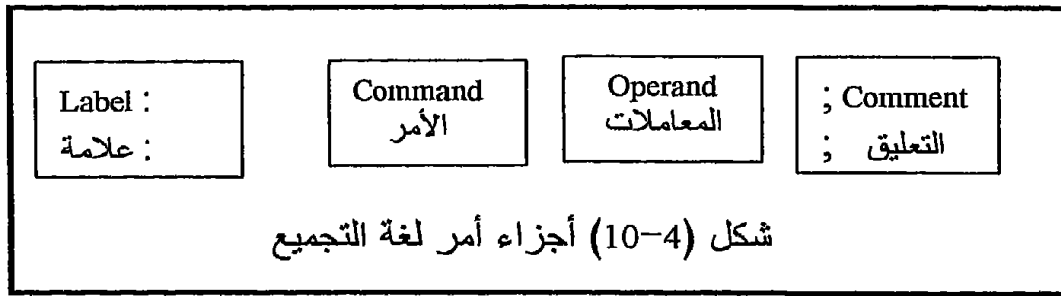 Label :
علامة :
Command
الأمر
Operand
المعاملات
; Comment
; التعليق
شكل (4-10) أجزاء أمر لغة التجميع